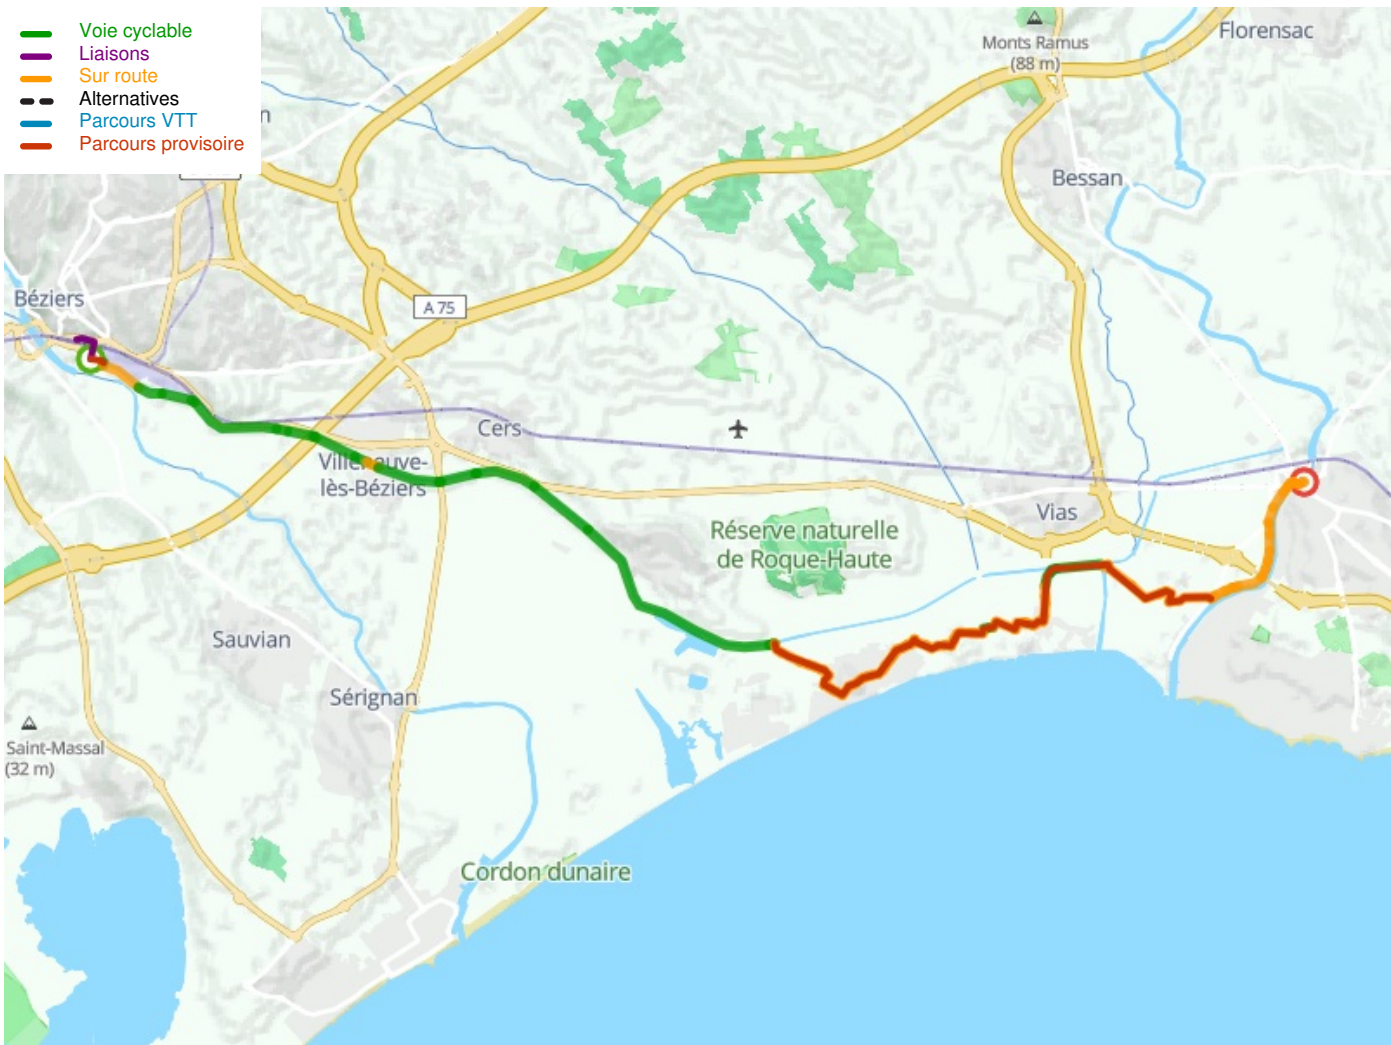 Voie cyclable
Liaisons
Sur route
Alternatives
Parcours VTT
Parcours provisoire
Florensac
Monts Ramus
(88 m)
Bessan
Béziers
A 75
Cers
Villeneuve-
lès-Béziers
Vias
Réserve naturelle
de Roque-Haute
Sauvian
Sérignan
Saint-Massal
(32 m)
Cordon dunaire